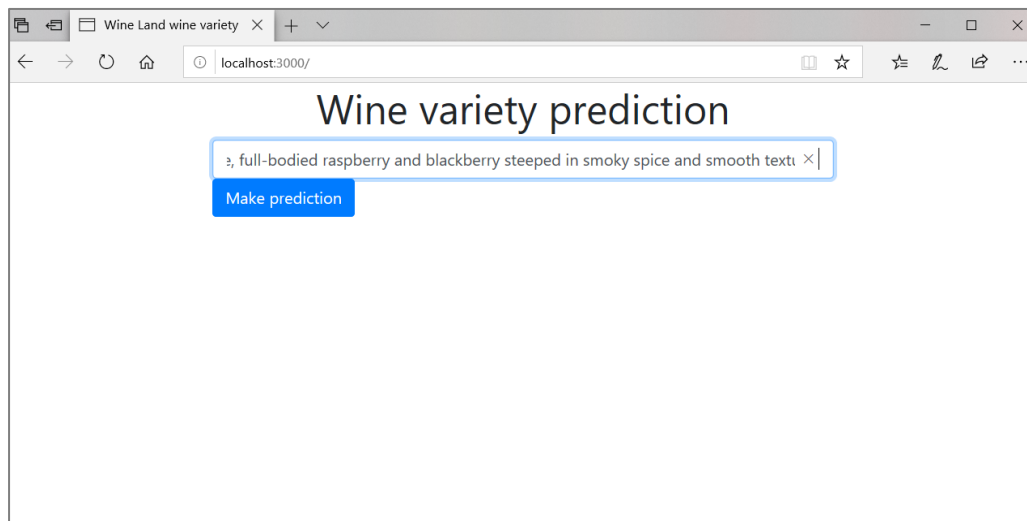 Wine Land wine variety
localhost:3000/
Wine variety prediction
, full-bodied raspberry and blackberry steeped in smoky spice and smooth
Make prediction